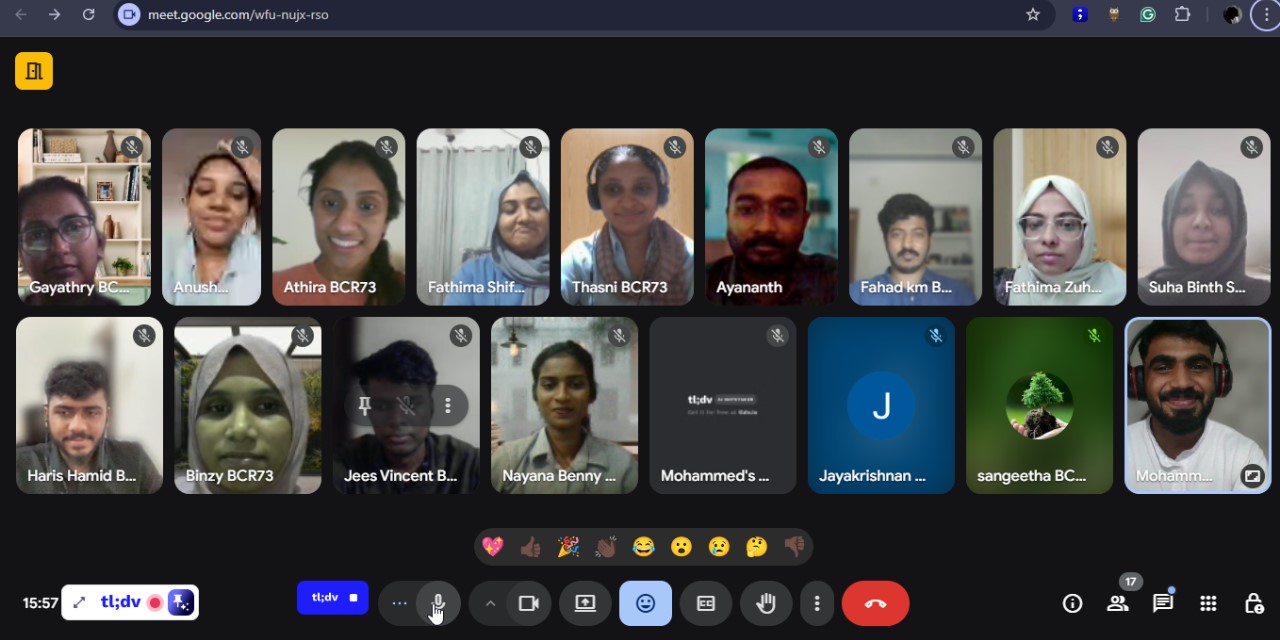 meet.google.com/wfu-nujx-rso
Gayathry BC...
Anush...
Athira BCR73
Fathima Shif...
Thasni BCR73
Ayananth
Fahad km B...
Fathima Zuh...
Suha Binth S...
Haris Hamid B...
Binzy BCR73
Jees Vincent B...
Nayana Benny ...
tl;dv
Mohammed's ...
J
Jayakrishnan ...
sangeetha BC...
Mohamm...
15:57
tl;dv
tl;dv
CC
17